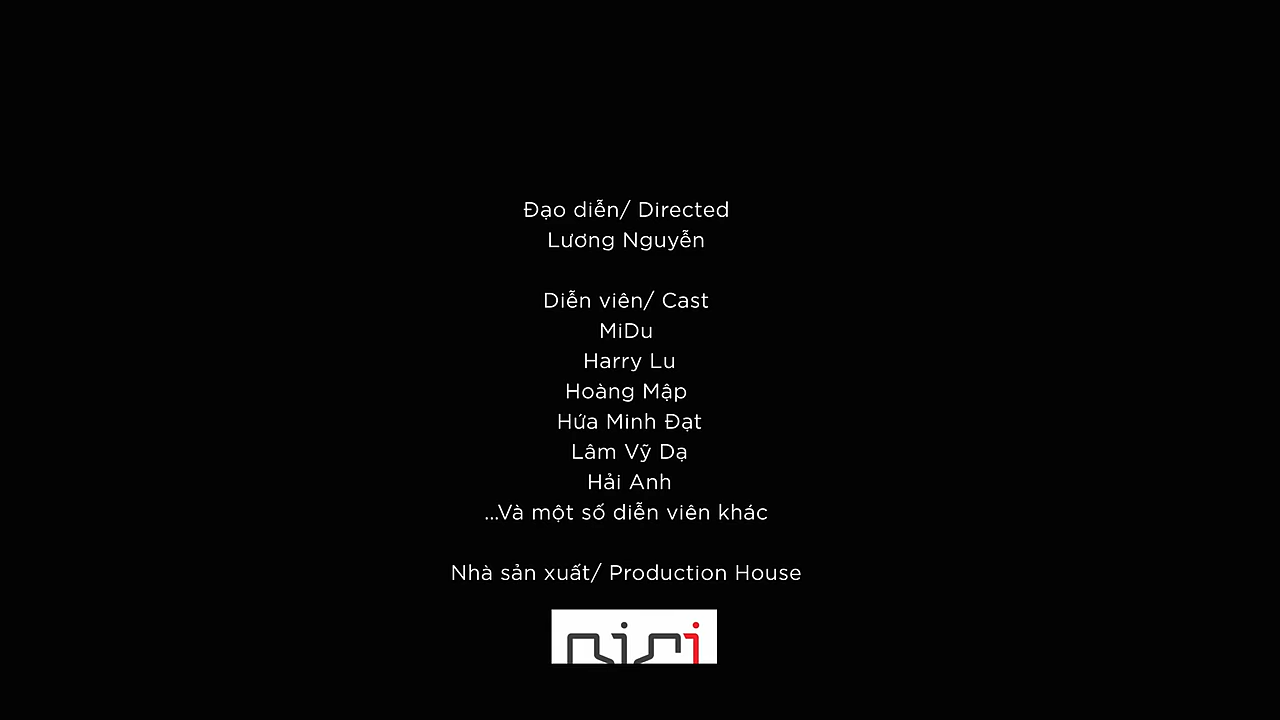 Đạo diễn/ Directed
Lương Nguyễn
Diễn viên/ Cast
MiDu
Harry Lu
Hoàng Mập
Hứa Minh Đạt
Lâm Vỹ Dạ
Hải Anh
...Và một số diễn viên khác
Nhà sản xuất/ Production House